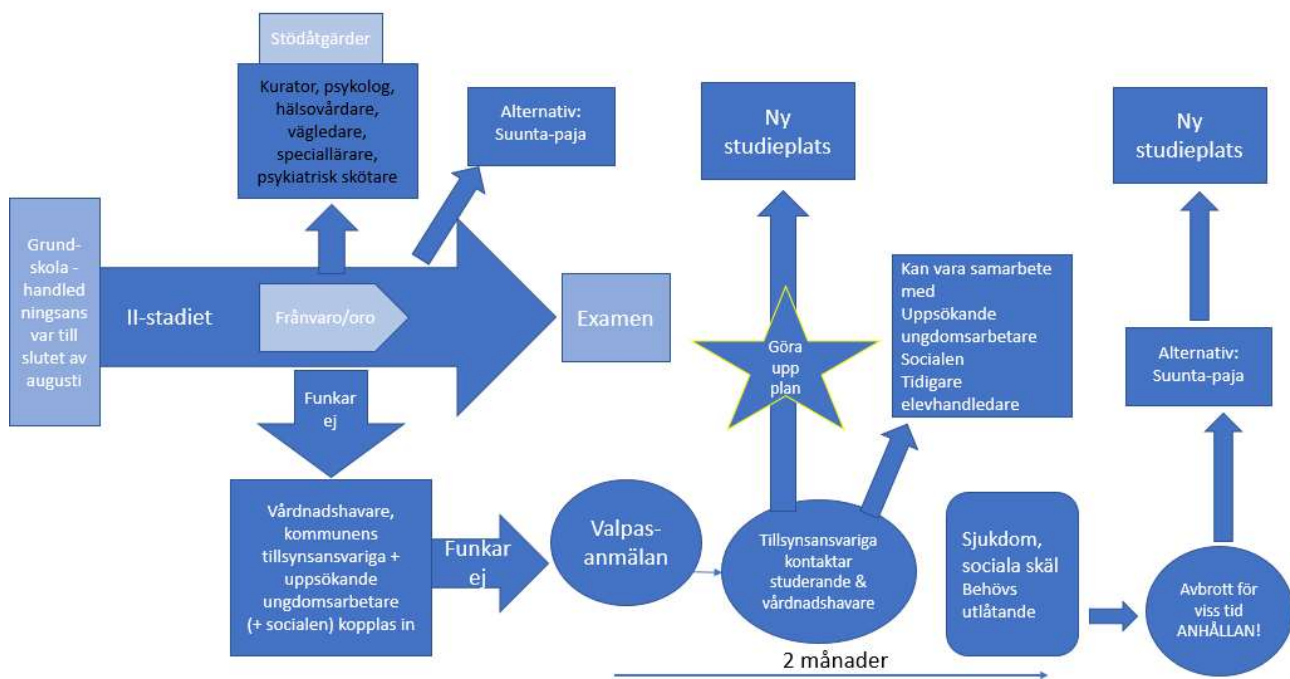 Stödåtgärder
Kurator, psykolog,
hälsovårdare,
vägledare,
speciallärare,
psykiatrisk skötare
Alternativ:
Suunta-paja
Ny
studieplats
Ny
studieplats
Grund-
skola -
handled
ningsans
var till
slutet av
augusti
II-stadiet
Frånvaro/oro
Examen
Göra
upp
plan
Kan vara samarbete
med
Uppsökande
ungdomsarbetare
Socialen
Tidigare
elevhandledare
Alternativ:
Suunta-paja
Funkar
ej
Vårdnadshavare,
kommunens
tillsynsansvariga +
uppsökande
ungdomsarbetare
(+ socialen) kopplas in
Funkar
ej
Valpas-
anmälan
Tillsynsansvariga
kontaktar
studerande &
vårdnadshavare
Sjukdom,
sociala skäl
Behövs
utlåtande
Avbrott för
viss tid
ANHÅLLAN!
2 månader